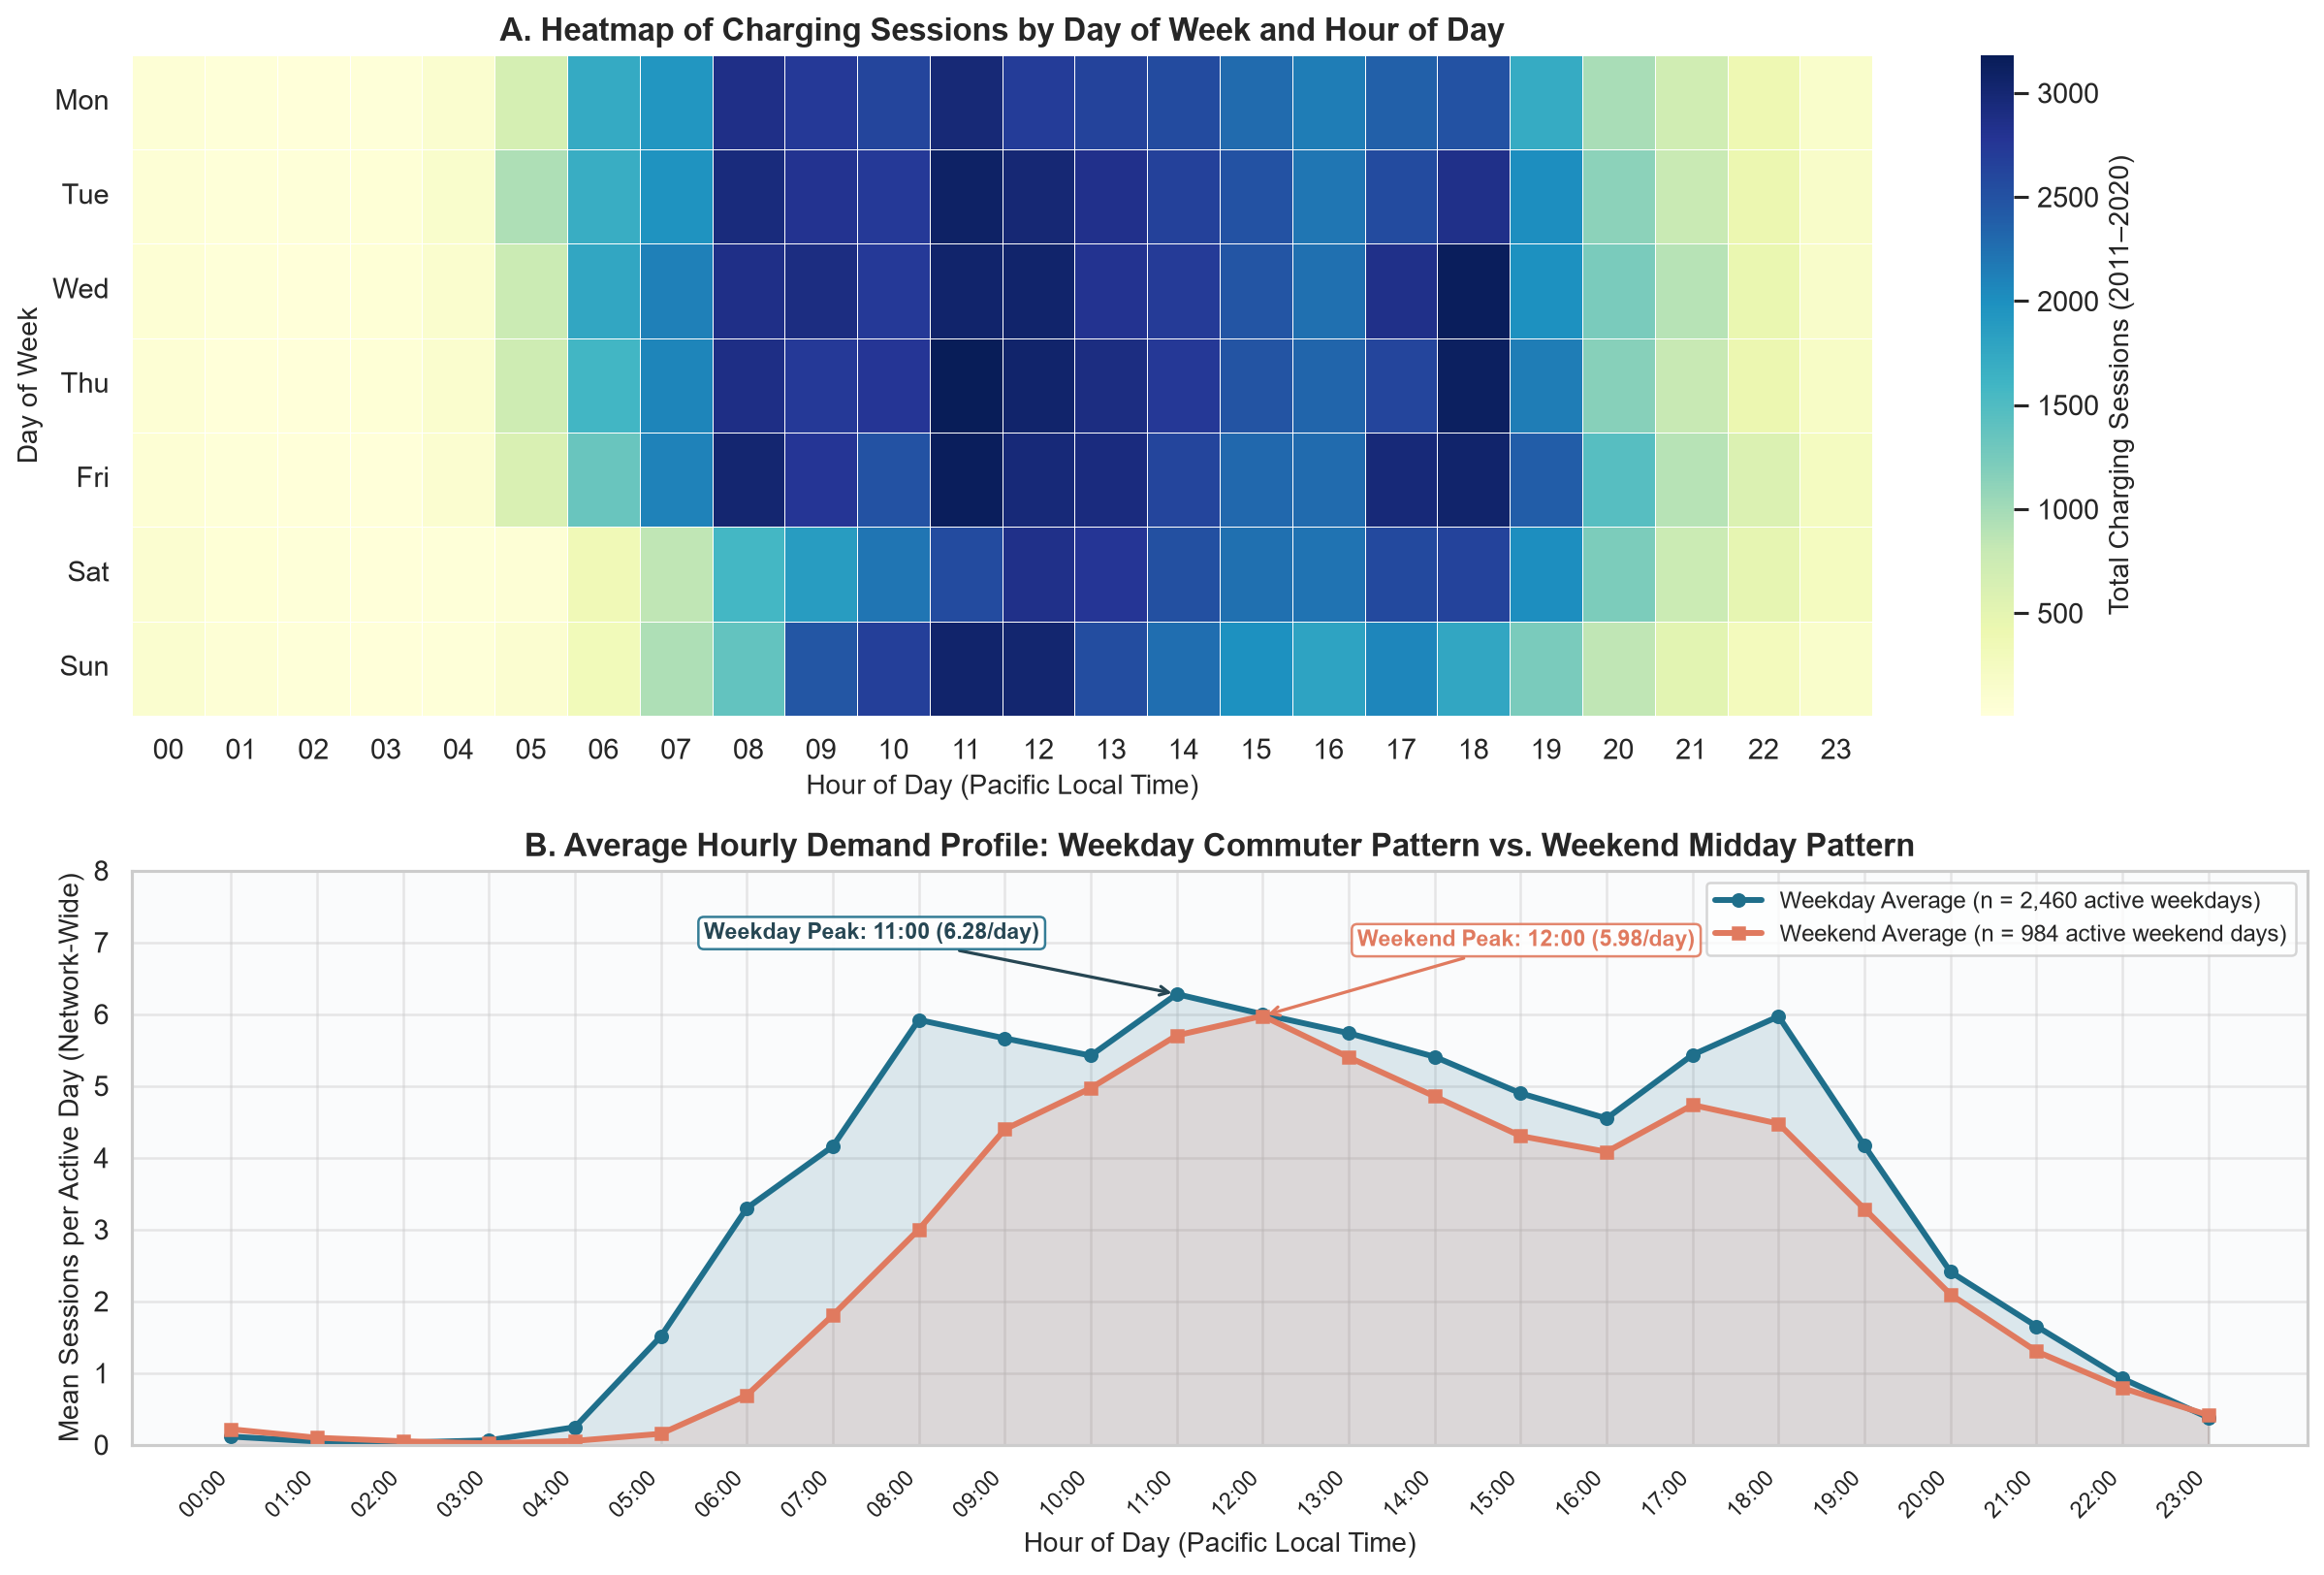 A. Heatmap of Charging Sessions by Day of Week and Hour of Day
Day of Week
Mon
Tue
Wed
Thu
Fri
Sat
Sun
00 01 02 03 04 05 06 07 08 09 10 11 12 13 14 15 16 17 18 19 20 21 22 23
Hour of Day (Pacific Local Time)
3000
2500
2000
1500
1000
500
Total Charging Sessions (2011–2020)
B. Average Hourly Demand Profile: Weekday Commuter Pattern vs. Weekend Midday Pattern
Mean Sessions per Active Day (Network-Wide)
8
7
6
5
4
3
2
1
0
Weekday Peak: 11:00 (6.28/day)
Weekend Peak: 12:00 (5.98/day)
Weekday Average (n = 2,460 active weekdays)
Weekend Average (n = 984 active weekend days)
00:00 01:00 02:00 03:00 04:00 05:00 06:00 07:00 08:00 09:00 10:00 11:00 12:00 13:00 14:00 15:00 16:00 17:00 18:00 19:00 20:00 21:00 22:00 23:00
Hour of Day (Pacific Local Time)